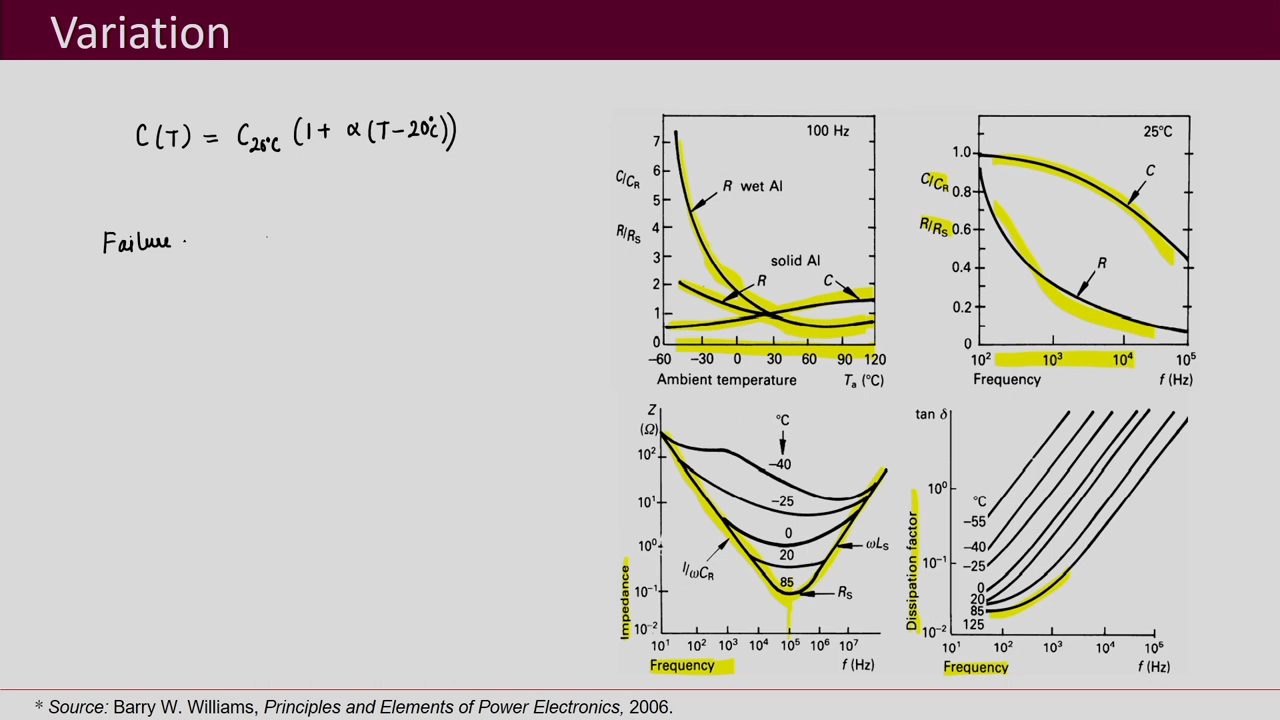 Variation
C(T) = C20°C (1 + α (T-20°C))
Failure .
100 Hz
C/CR
R/RS
7
6
5
4
3
2
1
0
R wet Al
solid Al
R
C
-60 -30 0 30 60 90 120
Ambient temperature Ta (°C)
25°C
C/CR
R/RS
1.0
0.8
0.6
0.4
0.2
0
C
R
10² 10³ 10⁴ 10⁵
Frequency f (Hz)
Z
(Ω)
10²
10¹
10⁰
10⁻¹
10⁻²
Impedance
°C
-40
-25
0
20
85
I/ωCR
ωLS
RS
10¹ 10² 10³ 10⁴ 10⁵ 10⁶ 10⁷
Frequency f (Hz)
tan δ
10⁰
10⁻¹
10⁻²
Dissipation factor
°C
-55
-40
-25
0
20
85
125
10¹ 10² 10³ 10⁴ 10⁵
Frequency f (Hz)
* Source: Barry W. Williams, Principles and Elements of Power Electronics, 2006.